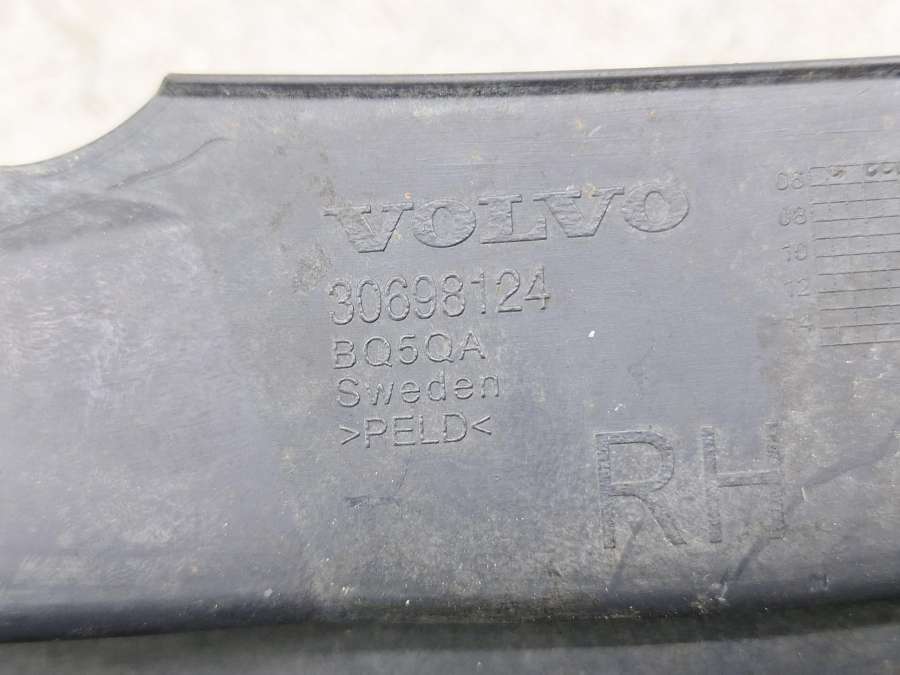 VOLVO
30698124
BQ5QA
Sweden
>PELD<
RH
08
10
12